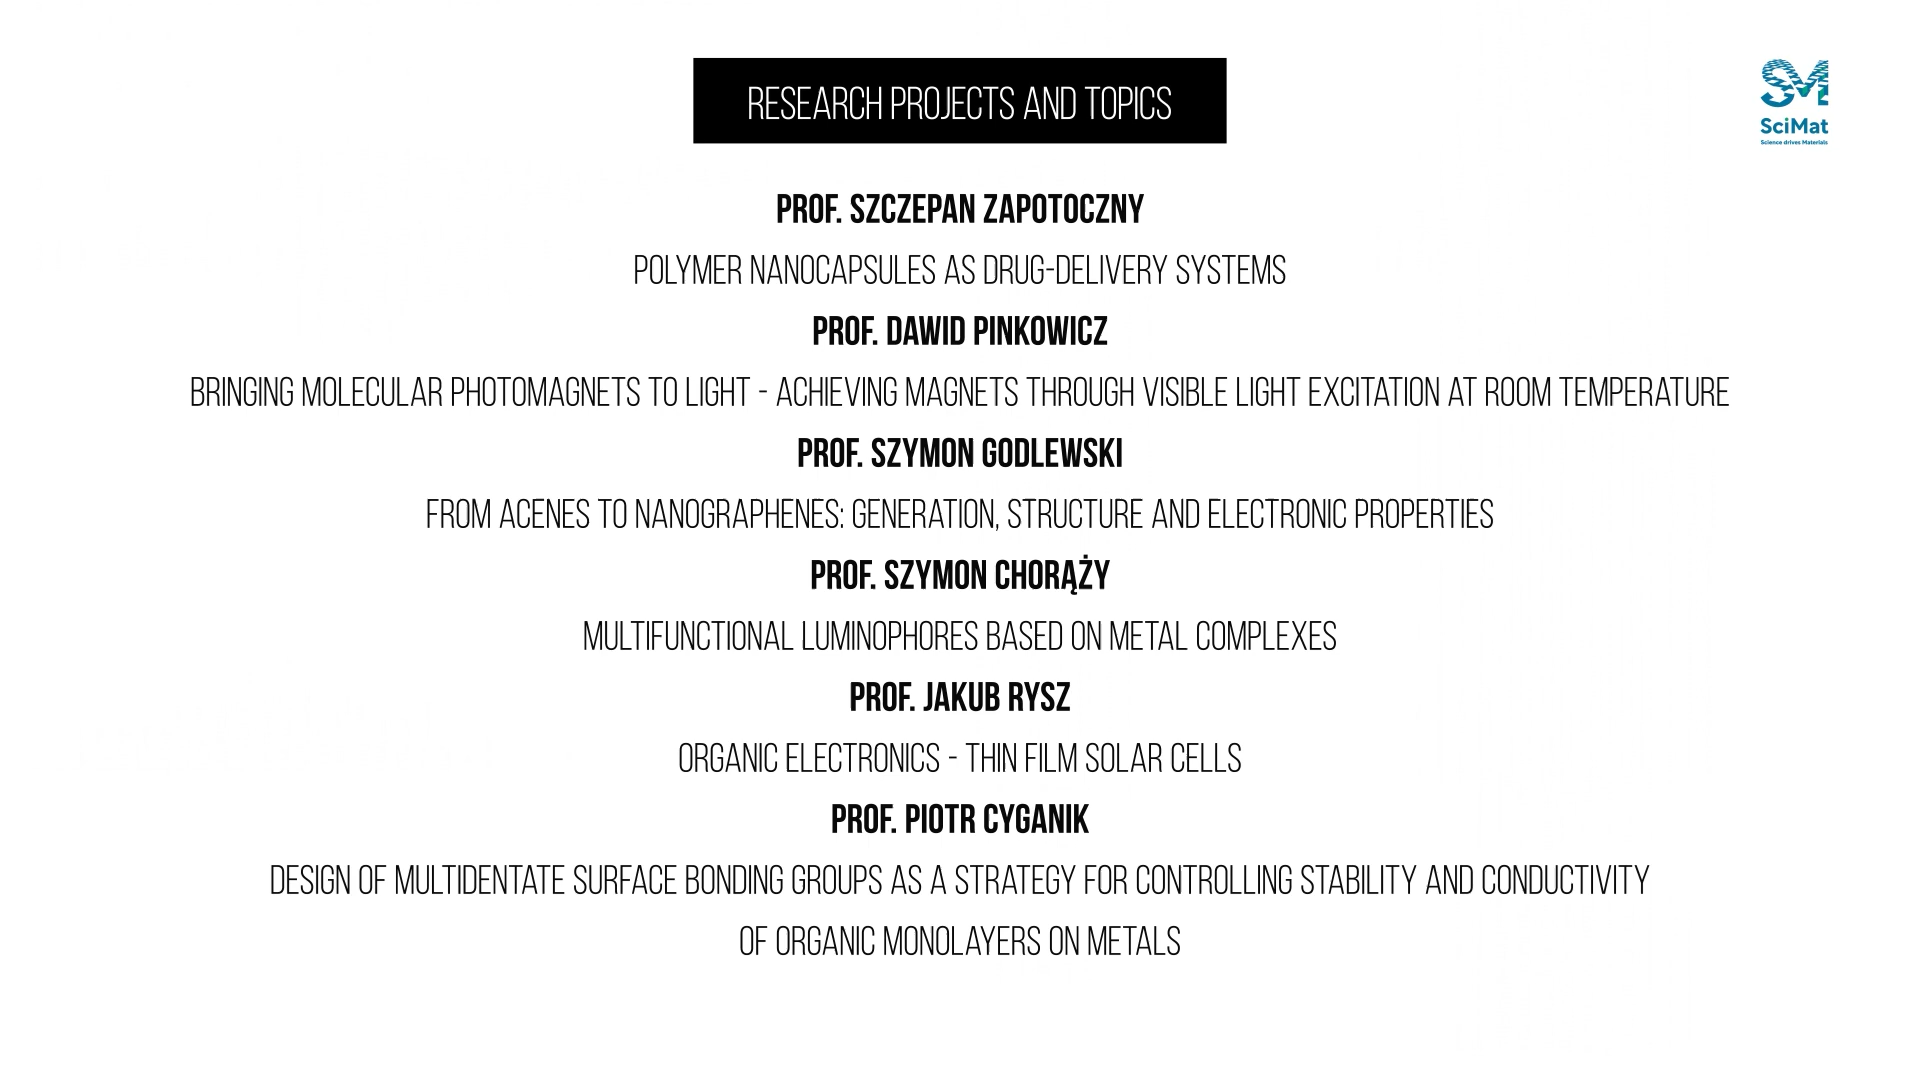 RESEARCH PROJECTS AND TOPICS
SM
SciMat
Science drives Materials
PROF. SZCZEPAN ZAPOTOCZNY
POLYMER NANOCAPSULES AS DRUG-DELIVERY SYSTEMS
PROF. DAWID PINKOWICZ
BRINGING MOLECULAR PHOTOMAGNETS TO LIGHT - ACHIEVING MAGNETS THROUGH VISIBLE LIGHT EXCITATION AT ROOM TEMPERATURE
PROF. SZYMON GODLEWSKI
FROM ACENES TO NANOGRAPHENES: GENERATION, STRUCTURE AND ELECTRONIC PROPERTIES
PROF. SZYMON CHORĄŻY
MULTIFUNCTIONAL LUMINOPHORES BASED ON METAL COMPLEXES
PROF. JAKUB RYSZ
ORGANIC ELECTRONICS - THIN FILM SOLAR CELLS
PROF. PIOTR CYGANIK
DESIGN OF MULTIDENTATE SURFACE BONDING GROUPS AS A STRATEGY FOR CONTROLLING STABILITY AND CONDUCTIVITY
OF ORGANIC MONOLAYERS ON METALS